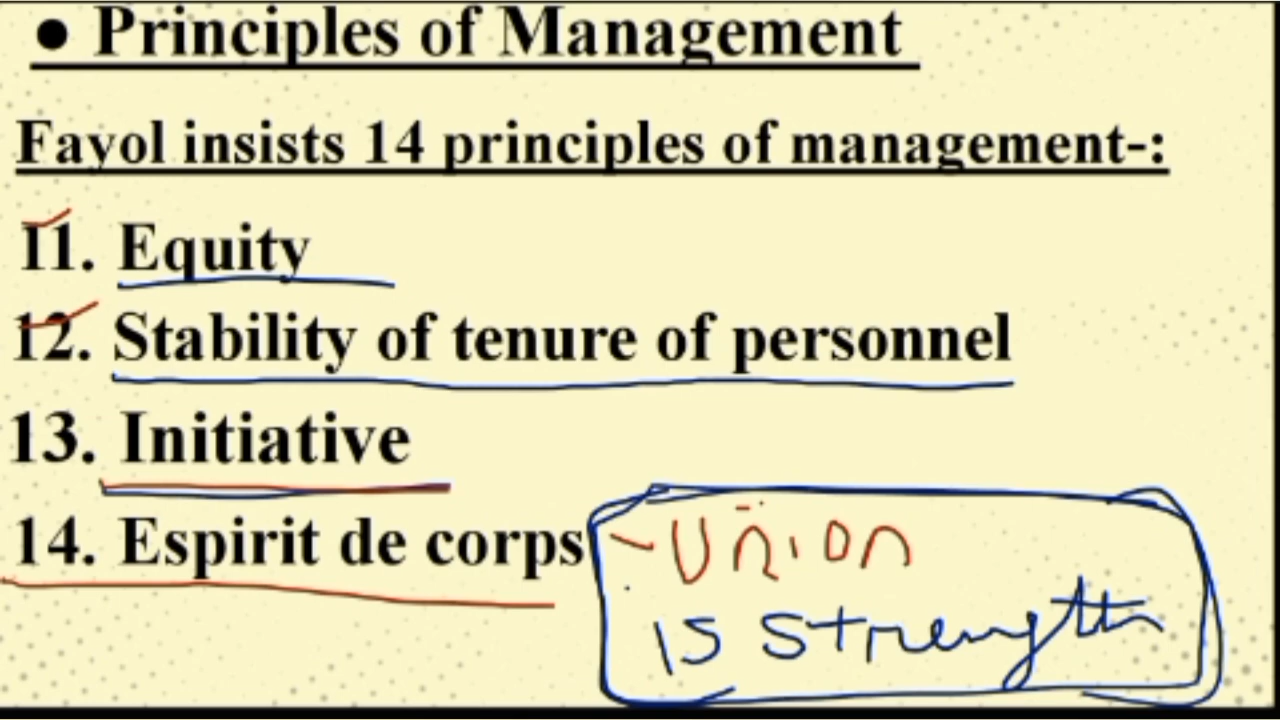 • Principles of Management
Fayol insists 14 principles of management-:
11. Equity
12. Stability of tenure of personnel
13. Initiative
14. Espirit de corps
- Union
is strength